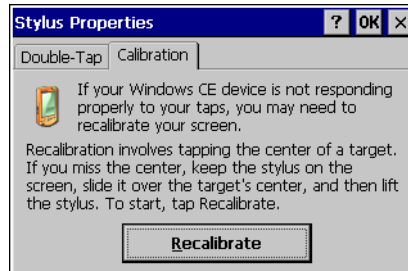 Stylus Properties ? OK ×
Double-Tap Calibration
If your Windows CE device is not responding
properly to your taps, you may need to
recalibrate your screen.
Recalibration involves tapping the center of a target.
If you miss the center, keep the stylus on the
screen, slide it over the target's center, and then lift
the stylus. To start, tap Recalibrate.
Recalibrate